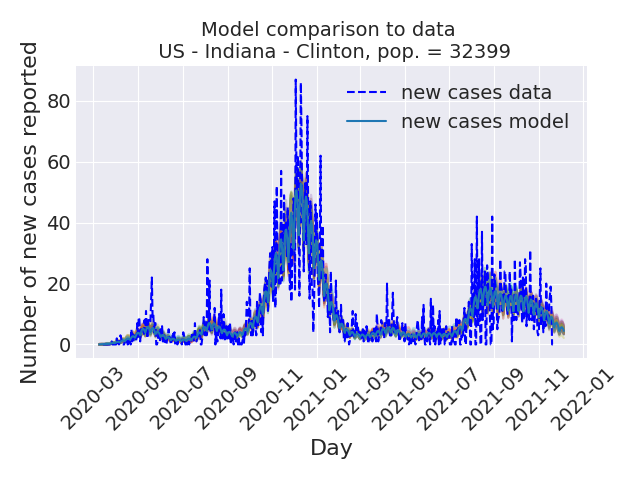 Model comparison to data
US - Indiana - Clinton, pop. = 32399
Number of new cases reported
80
60
40
20
0
new cases data
new cases model
2020-03
2020-05
2020-07
2020-09
2020-11
2021-01
2021-03
2021-05
2021-07
2021-09
2021-11
2022-01
Day